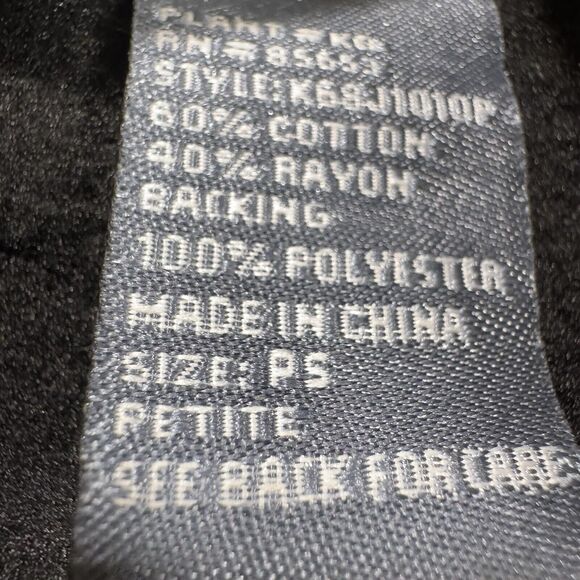 PLANT # KG
RN # 85653
STYLE: K68J1010P
60% COTTON
40% RAYON
BACKING
100% POLYESTER
MADE IN CHINA
SIZE: PS
PETITE
SEE BACK FOR CARE